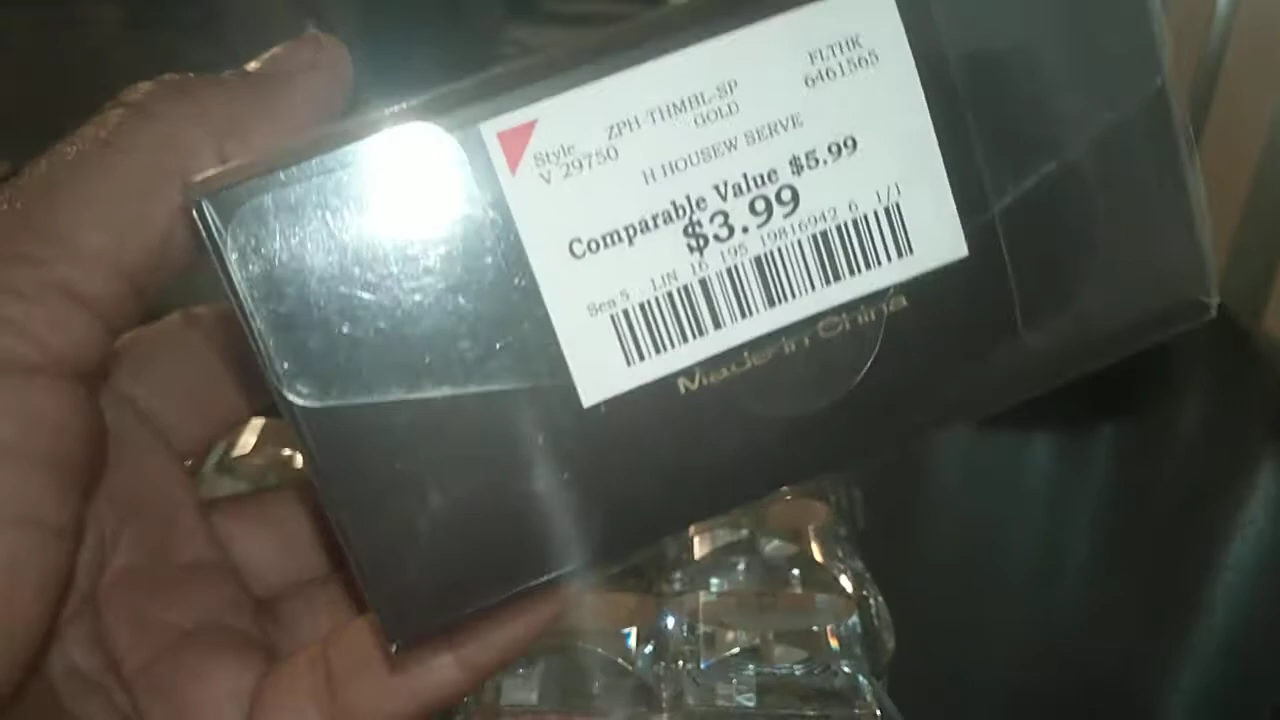 FLTHK
6461565
ZPH-THMBL-SP
GOLD
Style
V 29750
H HOUSEW SERVE
Comparable Value $5.99
$3.99
Sea 5 LIN 16 195 19816942 6 1/1
Made in China